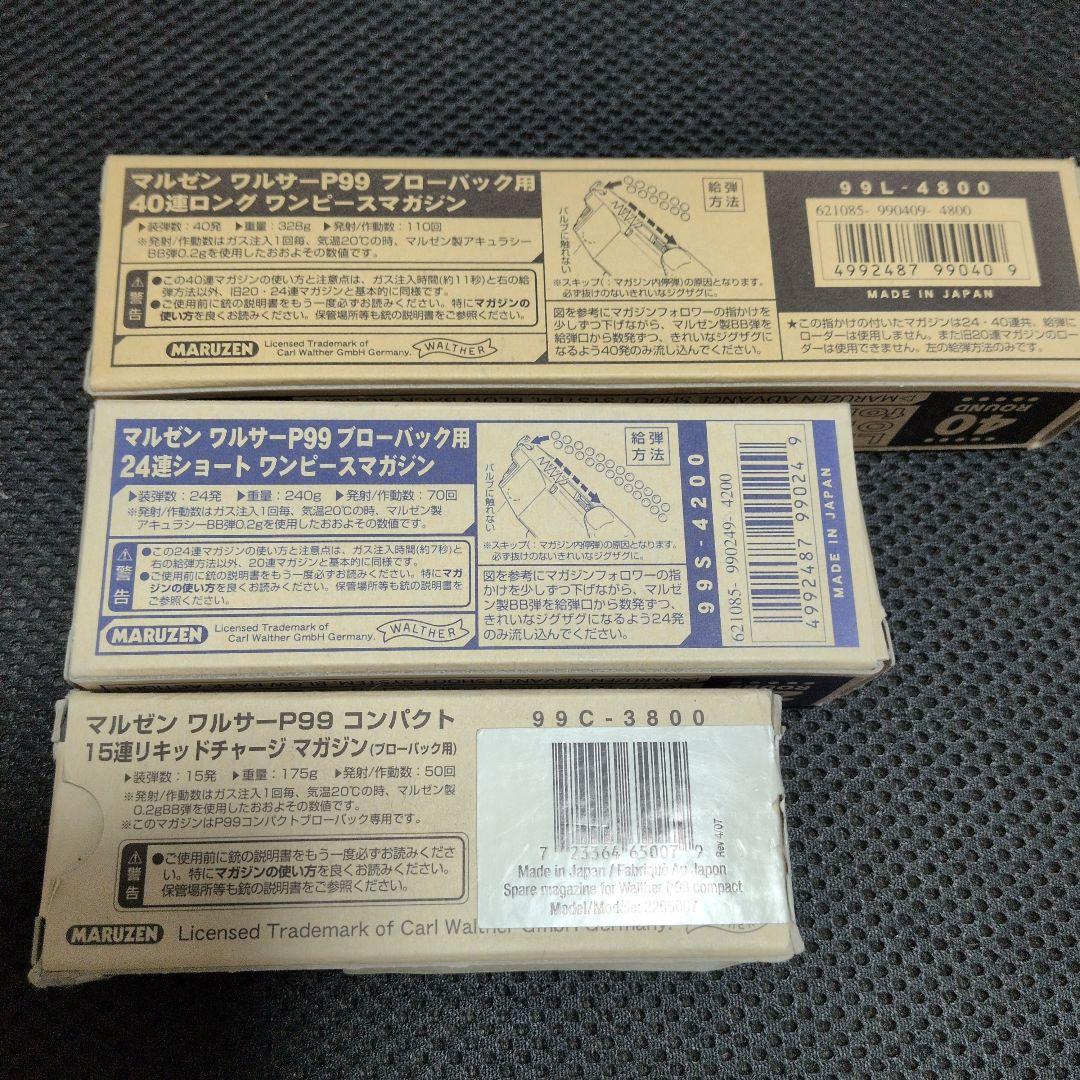 マルゼン ワルサーP99 ブローバック用
40連ロング ワンピースマガジン
▶装弾数：40発 ▶重量：328g ▶発射/作動数：110回
※発射/作動数はガス注入1回毎、気温20℃の時、マルゼン製アキュラシー
BB弾0.2gを使用したおおよその数値です。
警告
●この40連マガジンの使い方と注意点は、ガス注入時間(約11秒)と右の給
弾方法以外、旧20・24連マガジンと基本的に同様です。
●ご使用前に銃の説明書をもう一度必ずお読みください。特にマガジンの
使い方を良くお読みください。保管場所等も銃の説明書をご参照ください。
MARUZEN
Licensed Trademark of
Carl Walther GmbH Germany.
WALTHER
給弾
方法
バルブに触れない
※スキップ(：マガジン内停弾)の原因となります。
必ず抜けのないきれいなジグザグに。
図を参考にマガジンフォロワーの指かけを
少しずつ下げながら、マルゼン製BB弾を
給弾口から数発ずつ、きれいなジグザグに
なるよう40発のみ流し込んでください。
99L-4800
621085- 990409- 4800
4992487 99040 9
MADE IN JAPAN
★この指かけの付いたマガジンは24・40連共、給弾に
ローダーは使用しません。また旧20連マガジンのロー
ダーは使用できません。左の給弾方法のみです。
40
ROUND
マルゼン ワルサーP99 ブローバック用
24連ショート ワンピースマガジン
▶装弾数：24発 ▶重量：240g ▶発射/作動数：70回
※発射/作動数はガス注入1回毎、気温20℃の時、マルゼン製
アキュラシーBB弾0.2gを使用したおおよその数値です。
警告
●この24連マガジンの使い方と注意点は、ガス注入時間(約7秒)と
右の給弾方法以外、20連マガジンと基本的に同様です。
●ご使用前に銃の説明書をもう一度必ずお読みください。特にマガ
ジンの使い方を良くお読みください。保管場所等も銃の説明書を
ご参照ください。
MARUZEN
Licensed Trademark of
Carl Walther GmbH Germany.
WALTHER
給弾
方法
バルブに触れない
※スキップ(：マガジン内停弾)の原因となります。
必ず抜けのないきれいなジグザグに。
図を参考にマガジンフォロワーの指
かけを少しずつ下げながら、マルゼ
ン製BB弾を給弾口から数発ずつ、
きれいなジグザグになるよう24発
のみ流し込んでください。
99S-4200
621085- 990249- 4200
4992487 99024 9
MADE IN JAPAN
マルゼン ワルサーP99 コンパクト
15連リキッドチャージ マガジン(ブローバック用)
▶装弾数：15発 ▶重量：175g ▶発射/作動数：50回
※発射/作動数はガス注入1回毎、気温20℃の時、マルゼン製
0.2gBB弾を使用したおおよその数値です。
※このマガジンはP99コンパクトブローバック専用です。
警告
●ご使用前に銃の説明書をもう一度必ずお読みくださ
い。特にマガジンの使い方を良くお読みください。
保管場所等も銃の説明書をご参照ください。
MARUZEN
Licensed Trademark of Carl Walther GmbH Germany.
99C-3800
7 23364 65007 9
Rev 4/07
Made in Japan / Fabriqué Au Japon
Spare magazine for Walther P99 compact
Model/Modèle: 2265007